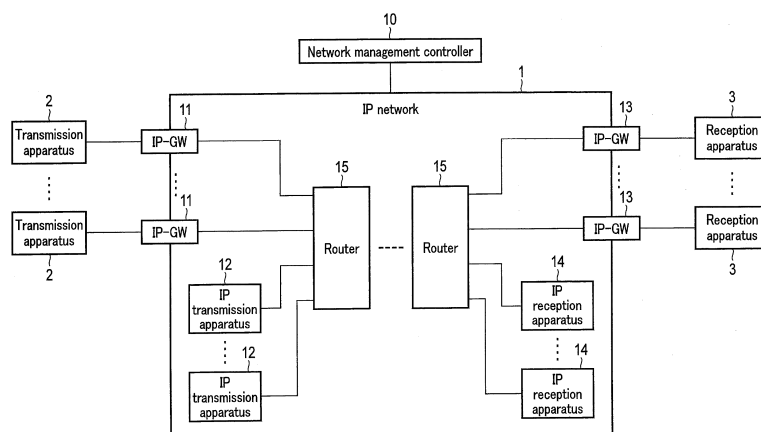 10
Network management controller
1
IP network
2
Transmission
apparatus
11
IP-GW
13
IP-GW
3
Reception
apparatus
15
Router
15
Router
Transmission
apparatus
2
11
IP-GW
13
IP-GW
Reception
apparatus
3
12
IP
transmission
apparatus
14
IP
reception
apparatus
12
IP
transmission
apparatus
14
IP
reception
apparatus